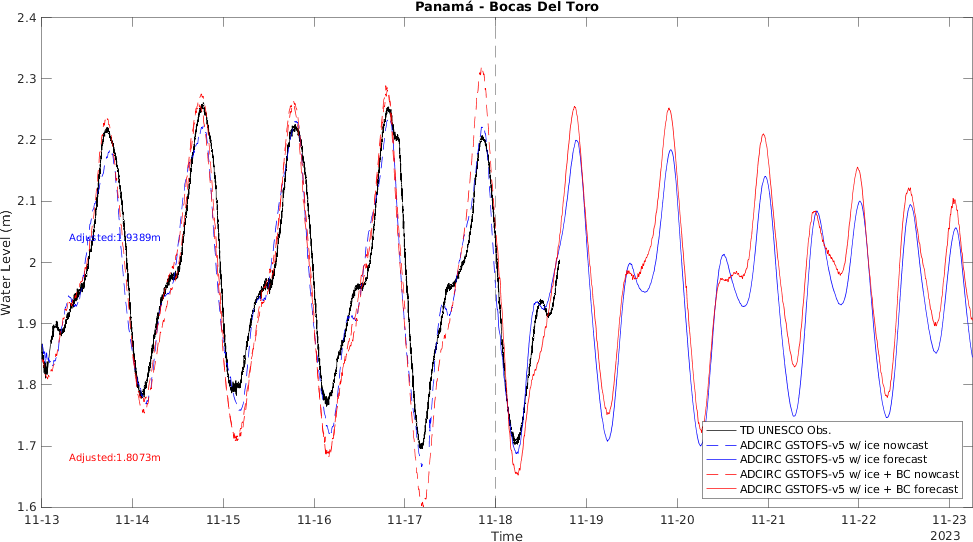 Panamá - Bocas Del Toro
Water Level (m)
2.4
2.3
2.2
2.1
2
1.9
1.8
1.7
1.6
Adjusted:1.9389m
Adjusted:1.8073m
TD UNESCO Obs.
ADCIRC GSTOFS-v5 w/ ice nowcast
ADCIRC GSTOFS-v5 w/ ice forecast
ADCIRC GSTOFS-v5 w/ ice + BC nowcast
ADCIRC GSTOFS-v5 w/ ice + BC forecast
11-13 11-14 11-15 11-16 11-17 11-18 11-19 11-20 11-21 11-22 11-23
Time
2023